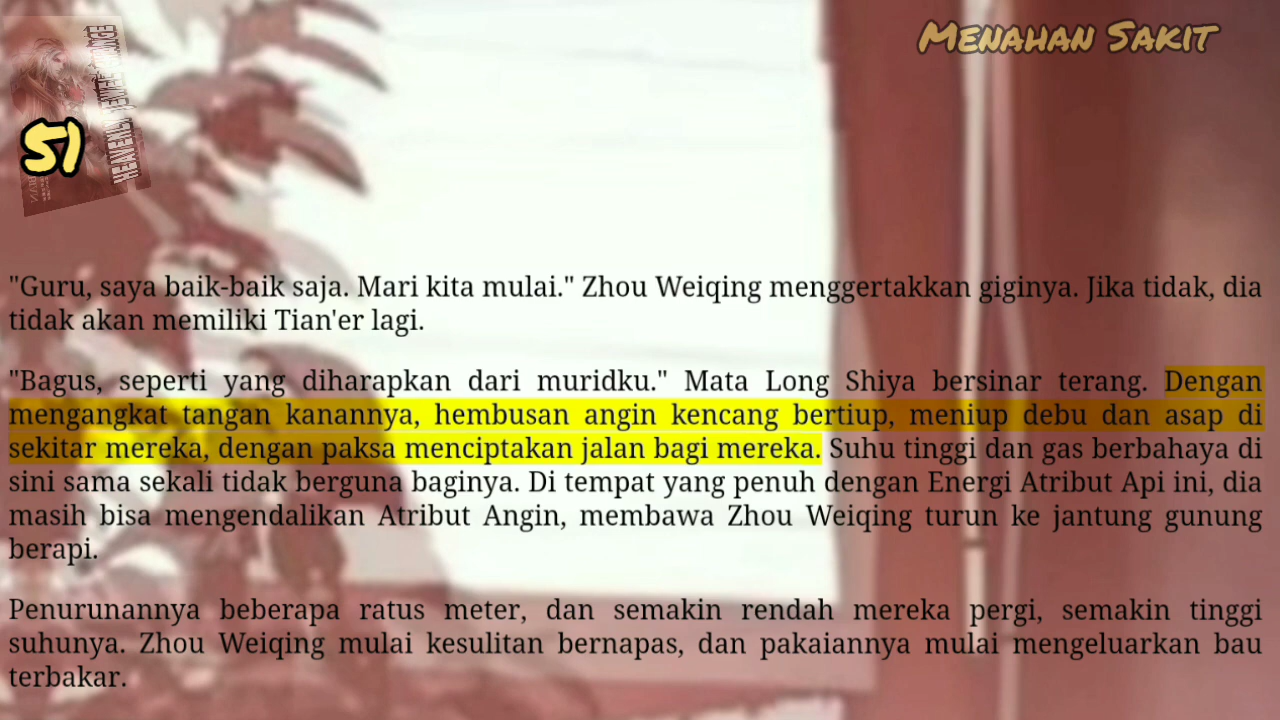 Menahan Sakit
HEAVENLY JEWEL CHANGE
51
"Guru, saya baik-baik saja. Mari kita mulai." Zhou Weiqing menggertakkan giginya. Jika tidak, dia
tidak akan memiliki Tian'er lagi.
"Bagus, seperti yang diharapkan dari muridku." Mata Long Shiya bersinar terang. Dengan
mengangkat tangan kanannya, hembusan angin kencang bertiup, meniup debu dan asap di
sekitar mereka, dengan paksa menciptakan jalan bagi mereka. Suhu tinggi dan gas berbahaya di
sini sama sekali tidak berguna baginya. Di tempat yang penuh dengan Energi Atribut Api ini, dia
masih bisa mengendalikan Atribut Angin, membawa Zhou Weiqing turun ke jantung gunung
berapi.
Penurunannya beberapa ratus meter, dan semakin rendah mereka pergi, semakin tinggi
suhunya. Zhou Weiqing mulai kesulitan bernapas, dan pakaiannya mulai mengeluarkan bau
terbakar.